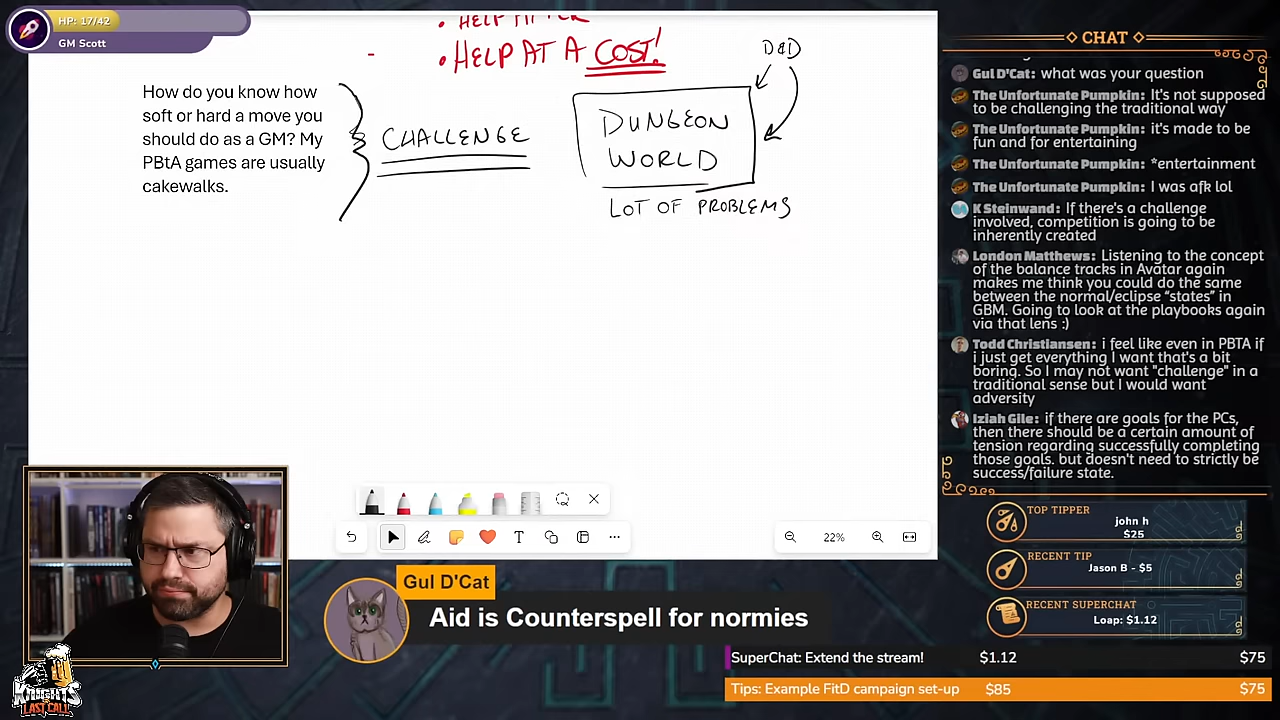 HP: 17/42
GM Scott
• HELP AFTER
• HELP AT A COST!
How do you know how
soft or hard a move you
should do as a GM? My
PBtA games are usually
cakewalks.
CHALLENGE
D&D
DUNGEON
WORLD
LOT OF PROBLEMS
22%
CHAT
Gul D'Cat: what was your question
The Unfortunate Pumpkin: It's not supposed
to be challenging the traditional way
The Unfortunate Pumpkin: it's made to be
fun and for entertaining
The Unfortunate Pumpkin: *entertainment
The Unfortunate Pumpkin: I was afk lol
K Steinwand: If there's a challenge
involved, competition is going to be
inherently created
London Matthews: Listening to the concept
of the balance tracks in Avatar again
makes me think you could do the same
between the normal/eclipse “states” in
GBM. Going to look at the playbooks again
via that lens :)
Todd Christiansen: i feel like even in PBTA if
i just get everything I want that's a bit
boring. So I may not want "challenge" in a
traditional sense but I would want
adversity
Iziah Gile: if there are goals for the PCs,
then there should be a certain amount of
tension regarding successfully completing
those goals. but doesn't need to strictly be
success/failure state.
TOP TIPPER
john h
$25
RECENT TIP
Jason B - $5
RECENT SUPERCHAT
Loap: $1.12
Gul D'Cat
Aid is Counterspell for normies
SuperChat: Extend the stream! $1.12 $75
Tips: Example FitD campaign set-up $85 $75
KNIGHTS
OF LAST CALL